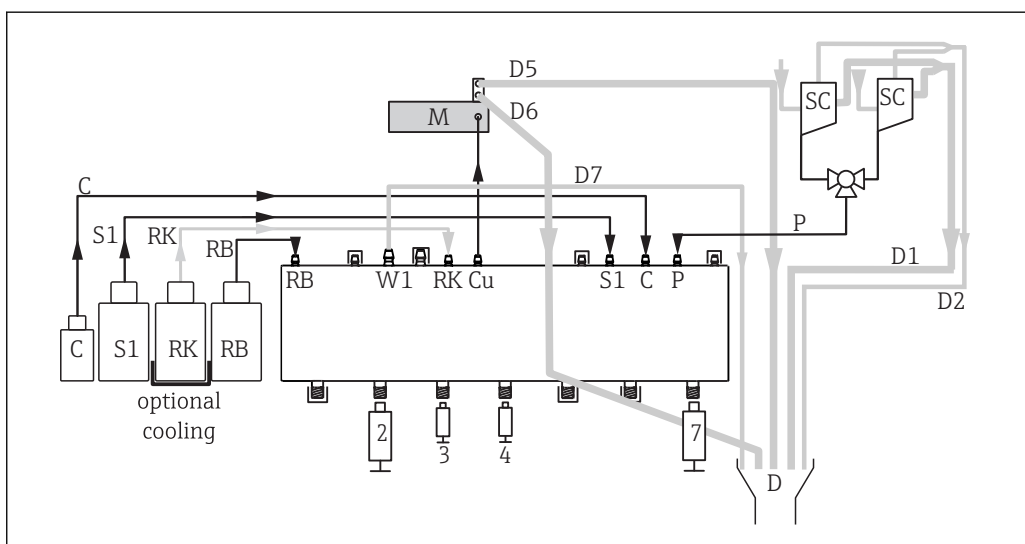 D5
SC
SC
M
D6
C
D7
S1
RK
RB
P
D1
RB
W1
RK
Cu
S1
C
P
D2
C
S1
RK
RB
optional
cooling
2
3
4
7
D